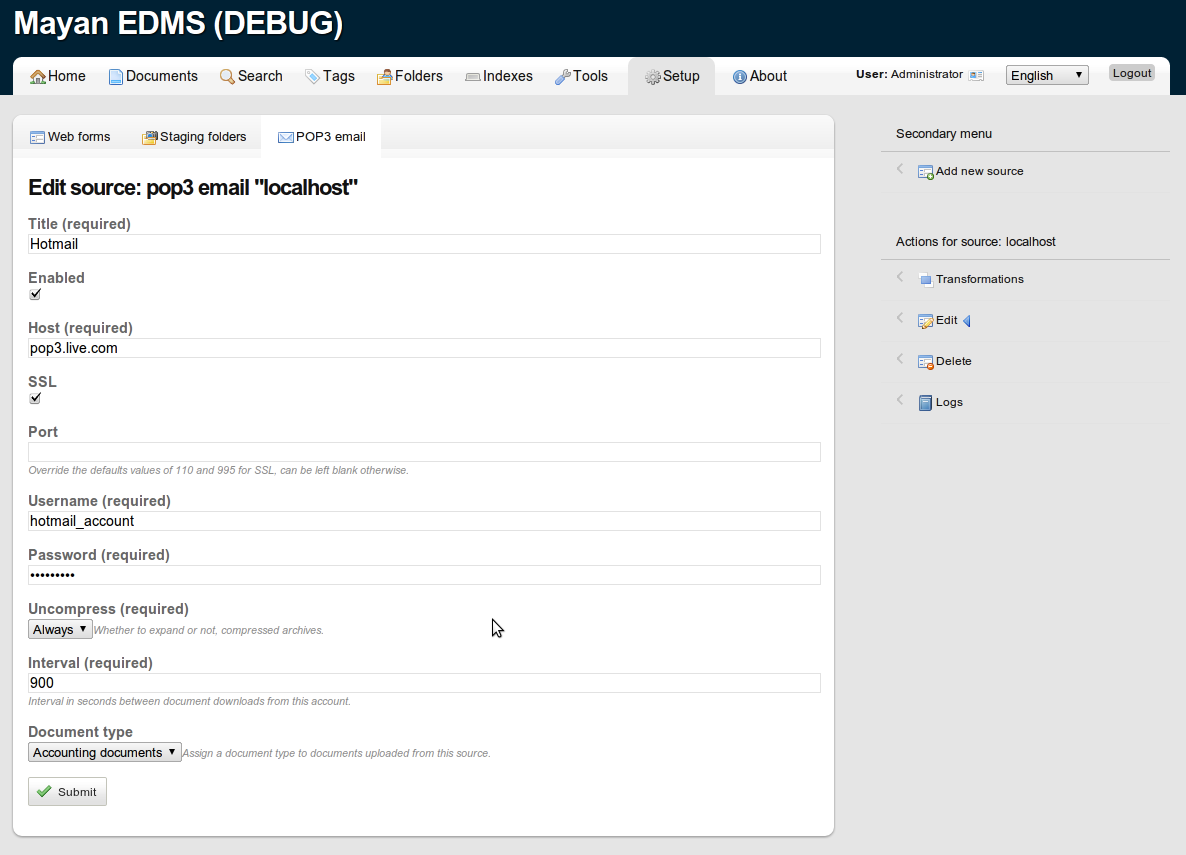 Mayan EDMS (DEBUG)
Home Documents Search Tags Folders Indexes Tools Setup About User: Administrator English Logout
Web forms Staging folders POP3 email
Edit source: pop3 email "localhost"
Title (required)
Hotmail
Enabled
Host (required)
pop3.live.com
SSL
Port
Override the defaults values of 110 and 995 for SSL, can be left blank otherwise.
Username (required)
hotmail_account
Password (required)
•••••••••
Uncompress (required)
Always Whether to expand or not, compressed archives.
Interval (required)
900
Interval in seconds between document downloads from this account.
Document type
Accounting documents Assign a document type to documents uploaded from this source.
Submit
Secondary menu
Add new source
Actions for source: localhost
Transformations
Edit
Delete
Logs